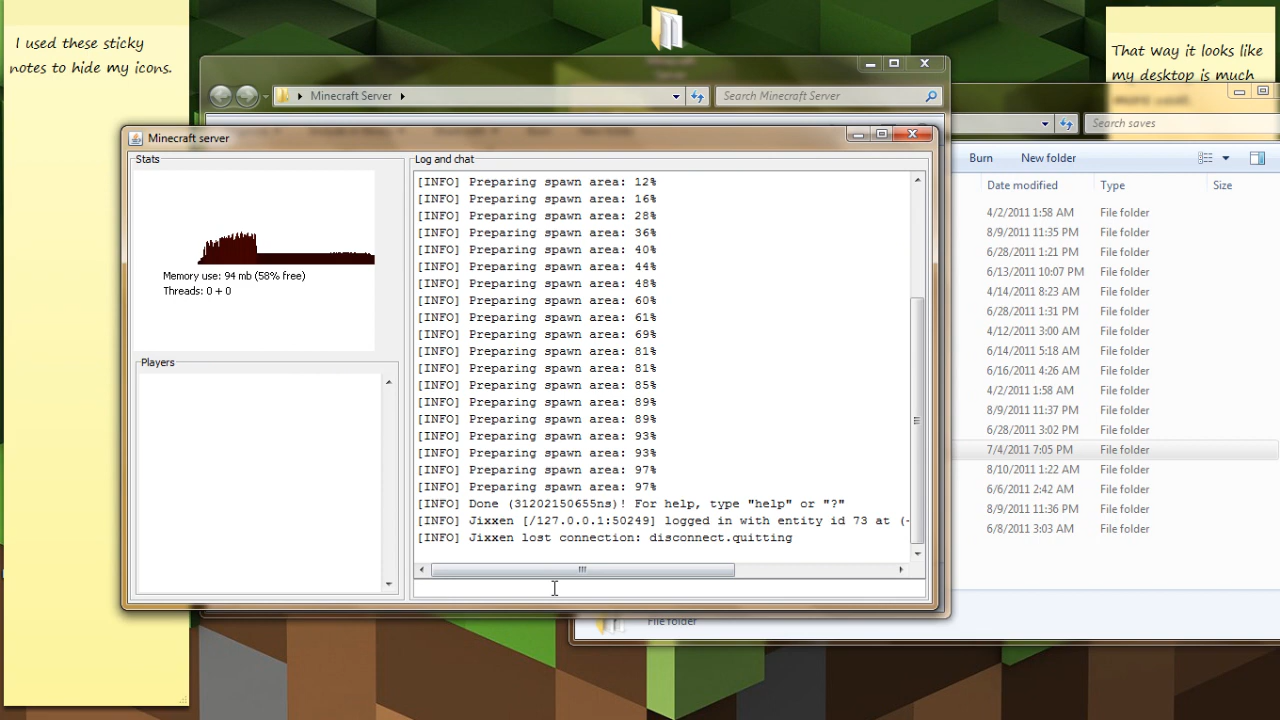 I used these sticky
notes to hide my icons.
That way it looks like
my desktop is much
Minecraft Server
Search Minecraft Server
Search saves
Burn
New folder
Date modified
Type
Size
4/2/2011 1:58 AM File folder
8/9/2011 11:35 PM File folder
6/28/2011 1:21 PM File folder
6/13/2011 10:07 PM File folder
4/14/2011 8:23 AM File folder
6/28/2011 1:31 PM File folder
4/12/2011 3:00 AM File folder
6/14/2011 5:18 AM File folder
6/16/2011 4:26 AM File folder
4/2/2011 1:58 AM File folder
8/9/2011 11:37 PM File folder
6/28/2011 3:02 PM File folder
7/4/2011 7:05 PM File folder
8/10/2011 1:22 AM File folder
6/6/2011 2:42 AM File folder
8/9/2011 11:36 PM File folder
6/8/2011 3:03 AM File folder
File folder
Minecraft server
Stats
Memory use: 94 mb (58% free)
Threads: 0 + 0
Players
Log and chat
[INFO] Preparing spawn area: 12%
[INFO] Preparing spawn area: 16%
[INFO] Preparing spawn area: 28%
[INFO] Preparing spawn area: 36%
[INFO] Preparing spawn area: 40%
[INFO] Preparing spawn area: 44%
[INFO] Preparing spawn area: 48%
[INFO] Preparing spawn area: 60%
[INFO] Preparing spawn area: 61%
[INFO] Preparing spawn area: 69%
[INFO] Preparing spawn area: 81%
[INFO] Preparing spawn area: 81%
[INFO] Preparing spawn area: 85%
[INFO] Preparing spawn area: 89%
[INFO] Preparing spawn area: 89%
[INFO] Preparing spawn area: 93%
[INFO] Preparing spawn area: 93%
[INFO] Preparing spawn area: 97%
[INFO] Preparing spawn area: 97%
[INFO] Done (31202150655ns)! For help, type "help" or "?"
[INFO] Jixxen [/127.0.0.1:50249] logged in with entity id 73 at (-
[INFO] Jixxen lost connection: disconnect.quitting